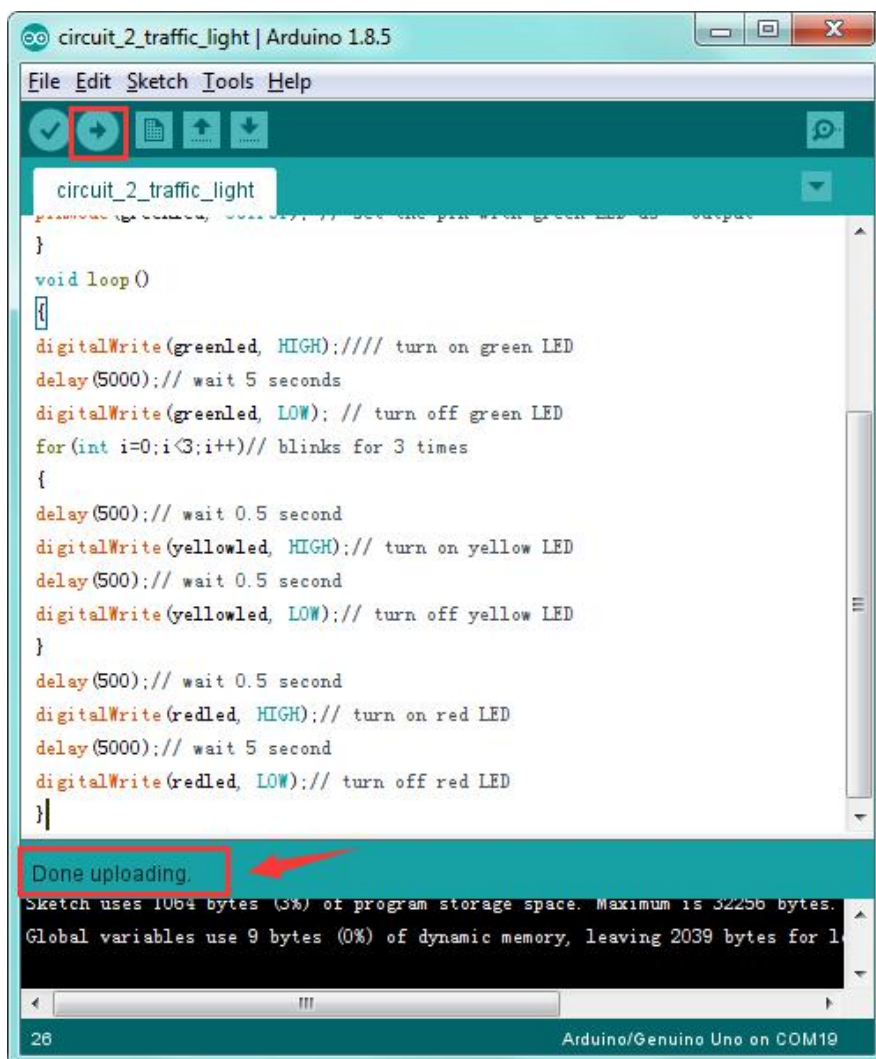 circuit_2_traffic_light | Arduino 1.8.5
File Edit Sketch Tools Help
circuit_2_traffic_light
}
void loop()
{
digitalWrite(greenled, HIGH);//// turn on green LED
delay(5000);// wait 5 seconds
digitalWrite(greenled, LOW); // turn off green LED
for(int i=0;i<3;i++)// blinks for 3 times
{
delay(500);// wait 0.5 second
digitalWrite(yellowled, HIGH);// turn on yellow LED
delay(500);// wait 0.5 second
digitalWrite(yellowled, LOW);// turn off yellow LED
}
delay(500);// wait 0.5 second
digitalWrite(redled, HIGH);// turn on red LED
delay(5000);// wait 5 second
digitalWrite(redled, LOW);// turn off red LED
}
Done uploading.
Sketch uses 1064 bytes (3%) of program storage space. Maximum is 32256 bytes.
Global variables use 9 bytes (0%) of dynamic memory, leaving 2039 bytes for
26 Arduino/Genuino Uno on COM19